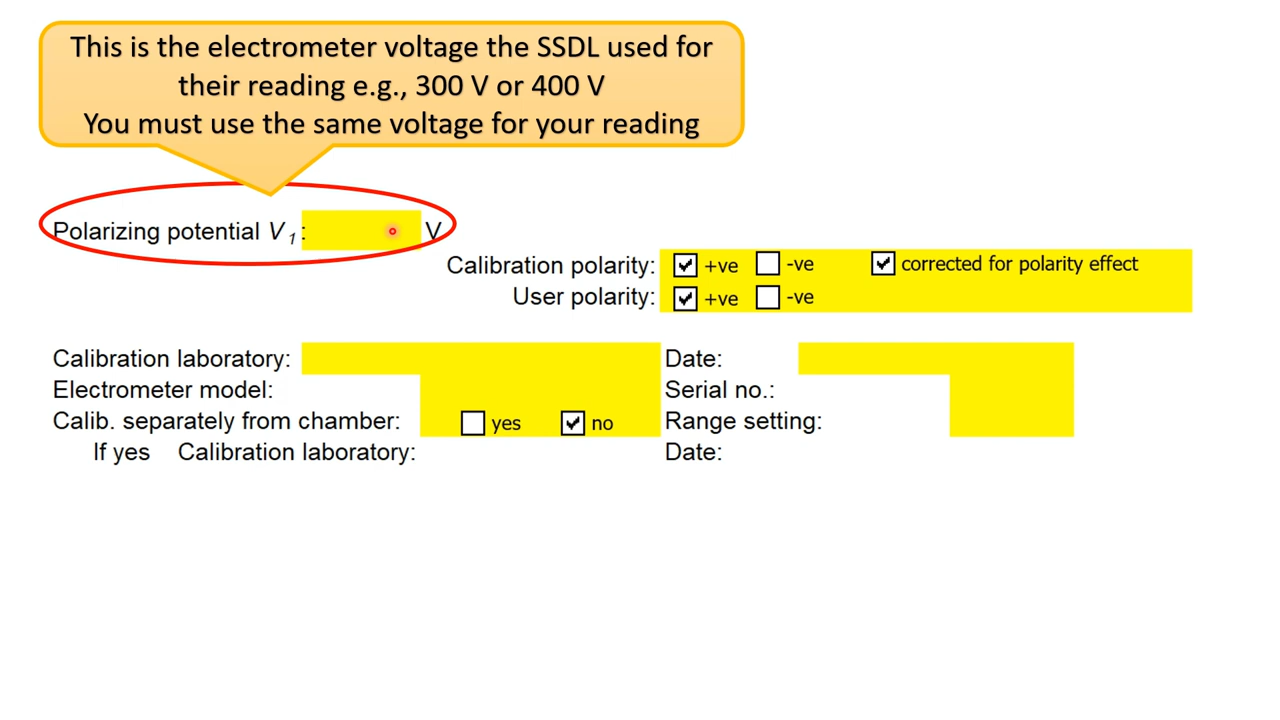 This is the electrometer voltage the SSDL used for
their reading e.g., 300 V or 400 V
You must use the same voltage for your reading
Polarizing potential V1: V
Calibration polarity: +ve -ve corrected for polarity effect
User polarity: +ve -ve
Calibration laboratory: Date:
Electrometer model: Serial no.:
Calib. separately from chamber: yes no Range setting:
If yes Calibration laboratory: Date: